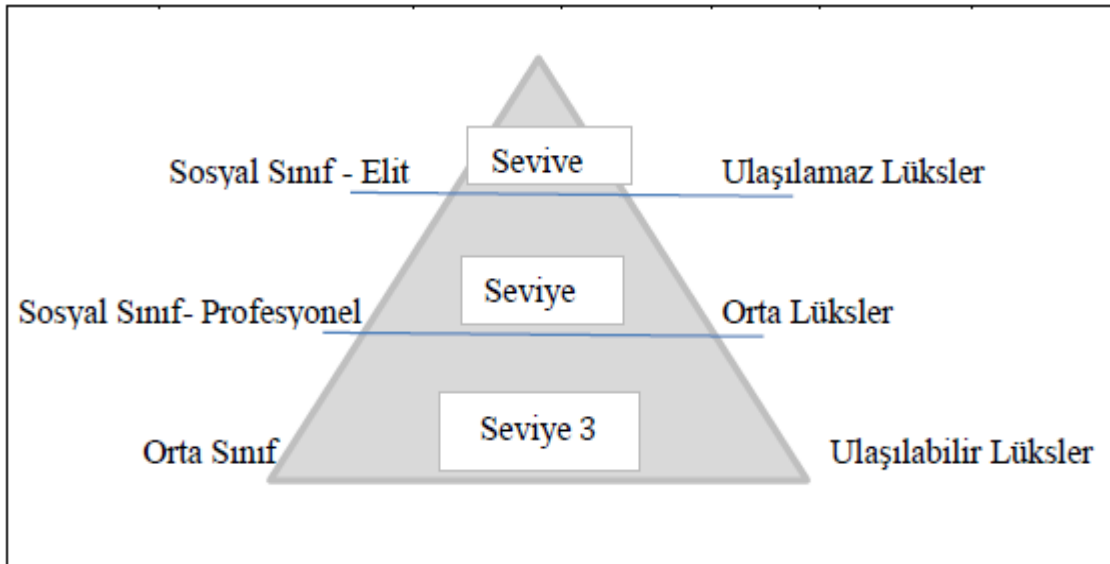 Sosyal Sınıf - Elit
Sevive
Ulaşılamaz Lüksler
Sosyal Sınıf- Profesyonel
Seviye
Orta Lüksler
Orta Sınıf
Seviye 3
Ulaşılabilir Lüksler